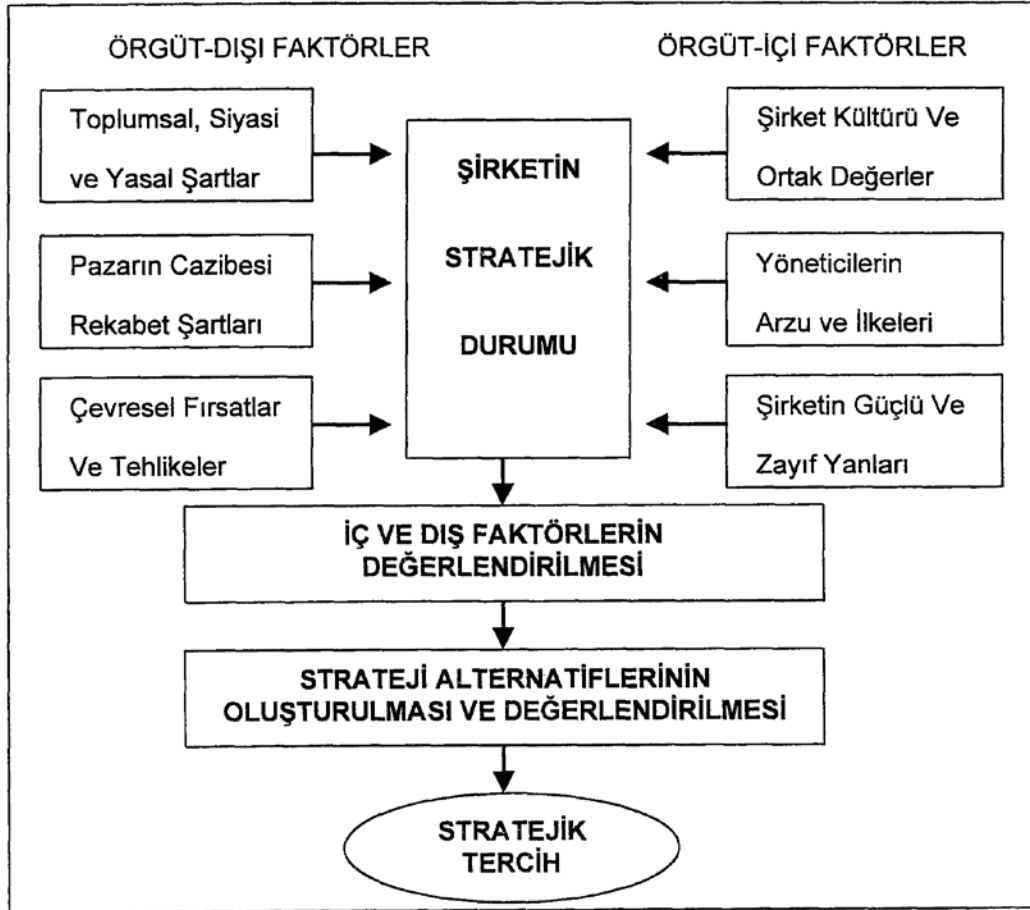 ÖRGÜT-DIŞI FAKTÖRLER
ÖRGÜT-İÇİ FAKTÖRLER
Toplumsal, Siyasi
ve Yasal Şartlar
Pazarın Cazibesi
Rekabet Şartları
Çevresel Fırsatlar
Ve Tehlikeler
ŞİRKETİN
STRATEJİK
DURUMU
Şirket Kültürü Ve
Ortak Değerler
Yöneticilerin
Arzu ve İlkeleri
Şirketin Güçlü Ve
Zayıf Yanları
İÇ VE DIŞ FAKTÖRLERİN
DEĞERLENDİRİLMESİ
STRATEJİ ALTERNATİFLERİNİN
OLUŞTURULMASI VE DEĞERLENDİRİLMESİ
STRATEJİK
TERCİH